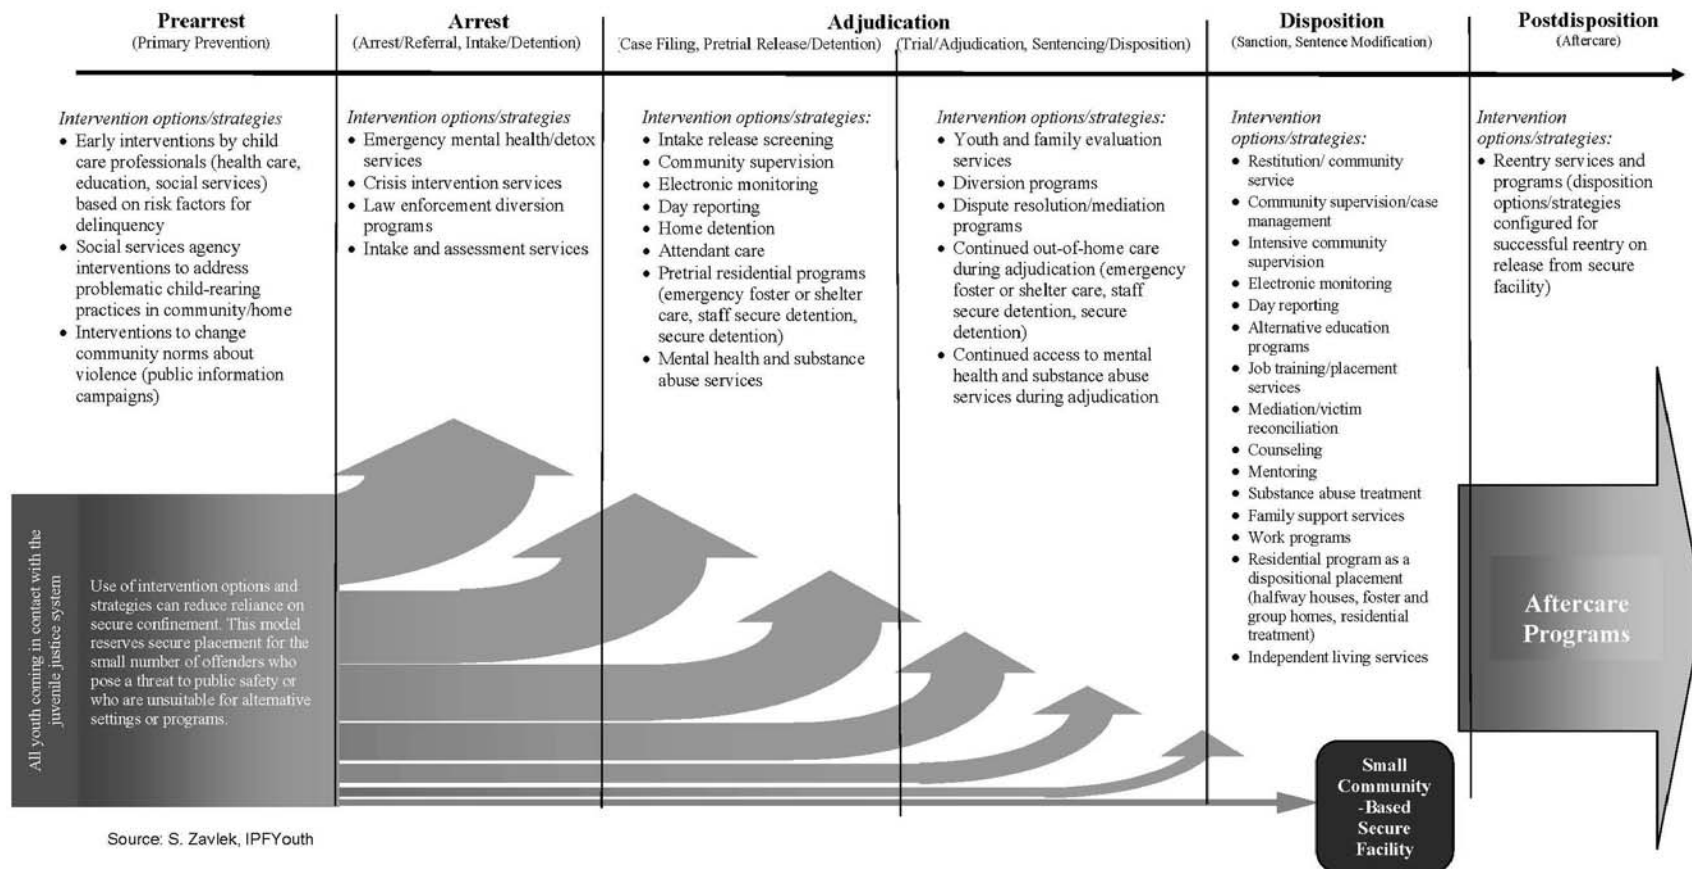 Prearrest
(Primary Prevention)
Arrest
(Arrest/Referral, Intake/Detention)
Adjudication
(Case Filing, Pretrial Release/Detention)
(Trial/Adjudication, Sentencing/Disposition)
Disposition
(Sanction, Sentence Modification)
Postdisposition
(Aftercare)
Intervention options/strategies
• Early interventions by child
care professionals (health care,
education, social services)
based on risk factors for
delinquency
• Social services agency
interventions to address
problematic child-rearing
practices in community/home
• Interventions to change
community norms about
violence (public information
campaigns)
Intervention options/strategies
• Emergency mental health/detox
services
• Crisis intervention services
• Law enforcement diversion
programs
• Intake and assessment services
Intervention options/strategies:
• Intake release screening
• Community supervision
• Electronic monitoring
• Day reporting
• Home detention
• Attendant care
• Pretrial residential programs
(emergency foster or shelter
care, staff secure detention,
secure detention)
• Mental health and substance
abuse services
Intervention options/strategies:
• Youth and family evaluation
services
• Diversion programs
• Dispute resolution/mediation
programs
• Continued out-of-home care
during adjudication (emergency
foster or shelter care, staff
secure detention, secure
detention)
• Continued access to mental
health and substance abuse
services during adjudication
Intervention
options/strategies:
• Restitution/ community
service
• Community supervision/case
management
• Intensive community
supervision
• Electronic monitoring
• Day reporting
• Alternative education
programs
• Job training/placement
services
• Mediation/victim
reconciliation
• Counseling
• Mentoring
• Substance abuse treatment
• Family support services
• Work programs
• Residential program as a
dispositional placement
(halfway houses, foster and
group homes, residential
treatment)
• Independent living services
Intervention
options/strategies:
• Reentry services and
programs (disposition
options/strategies
configured for
successful reentry on
release from secure
facility)
All youth coming in contact with the
juvenile justice system
Use of intervention options and
strategies can reduce reliance on
secure confinement. This model
reserves secure placement for the
small number of offenders who
pose a threat to public safety or
who are unsuitable for alternative
settings or programs.
Small
Community
-Based
Secure
Facility
Aftercare
Programs
Source: S. Zavlek, IPFYouth